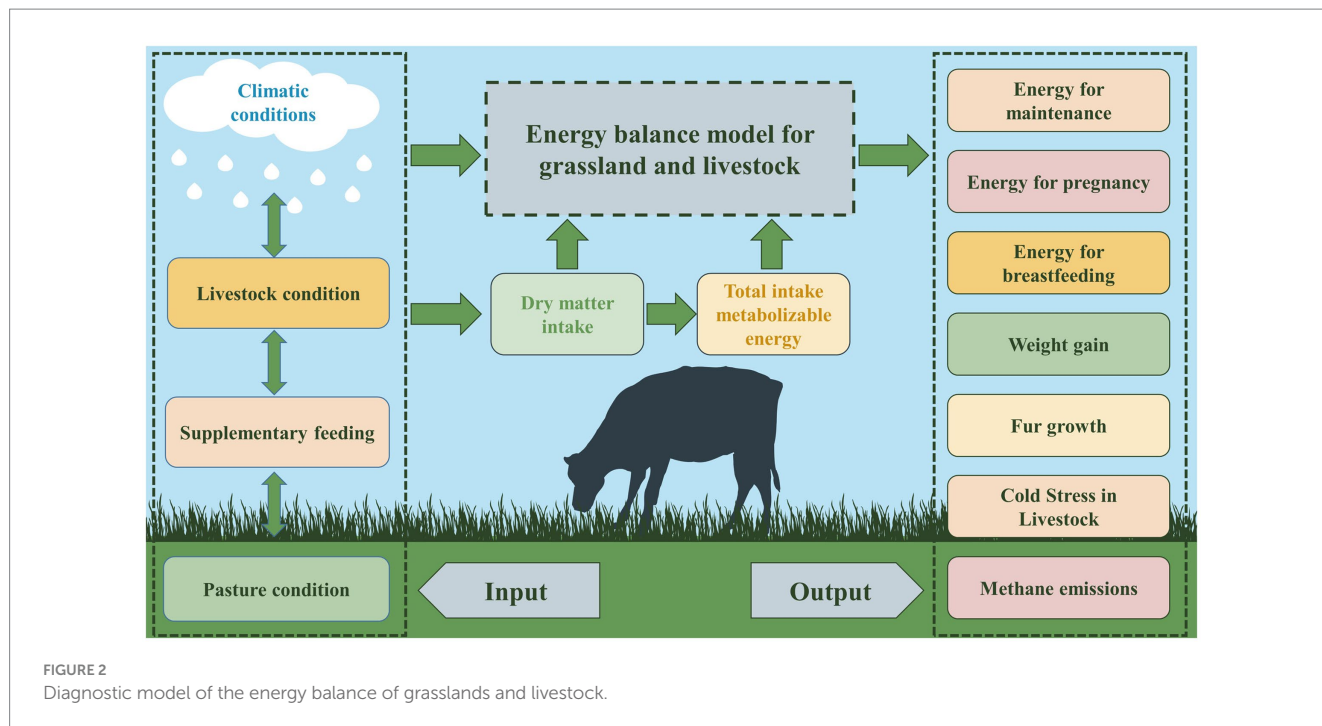 Climatic
conditions
Livestock condition
Supplementary feeding
Pasture condition
Energy balance model for
grassland and livestock
Dry matter
intake
Total intake
metabolizable
energy
Input
Output
Energy for
maintenance
Energy for pregnancy
Energy for
breastfeeding
Weight gain
Fur growth
Cold Stress in
Livestock
Methane emissions
FIGURE 2
Diagnostic model of the energy balance of grasslands and livestock.